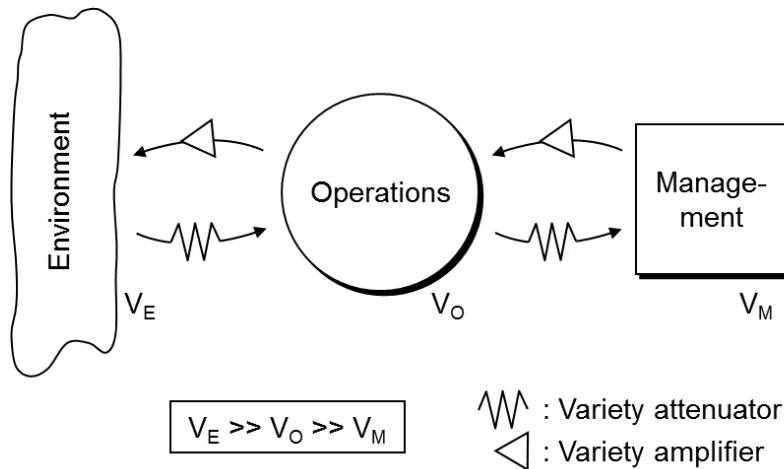 Environment
Operations
Manage-
ment
V_E
V_O
V_M
V_E >> V_O >> V_M
: Variety attenuator
: Variety amplifier